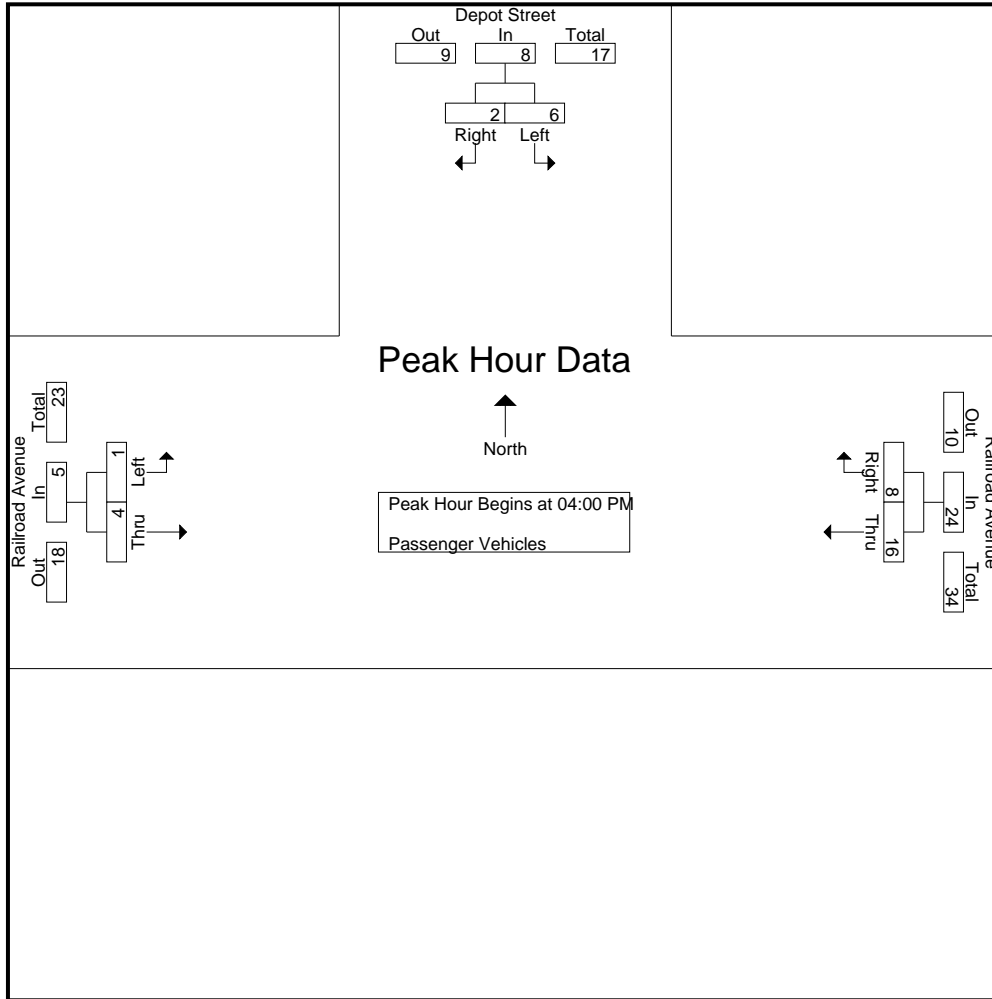 Depot Street
Out In Total
9 8 17
2 6
Right Left
Peak Hour Data
North
Peak Hour Begins at 04:00 PM
Passenger Vehicles
Railroad Avenue
Out In Total
18 5 23
4 1
Thru Left
Railroad Avenue
Out In Total
10 24 34
8 16
Right Thru